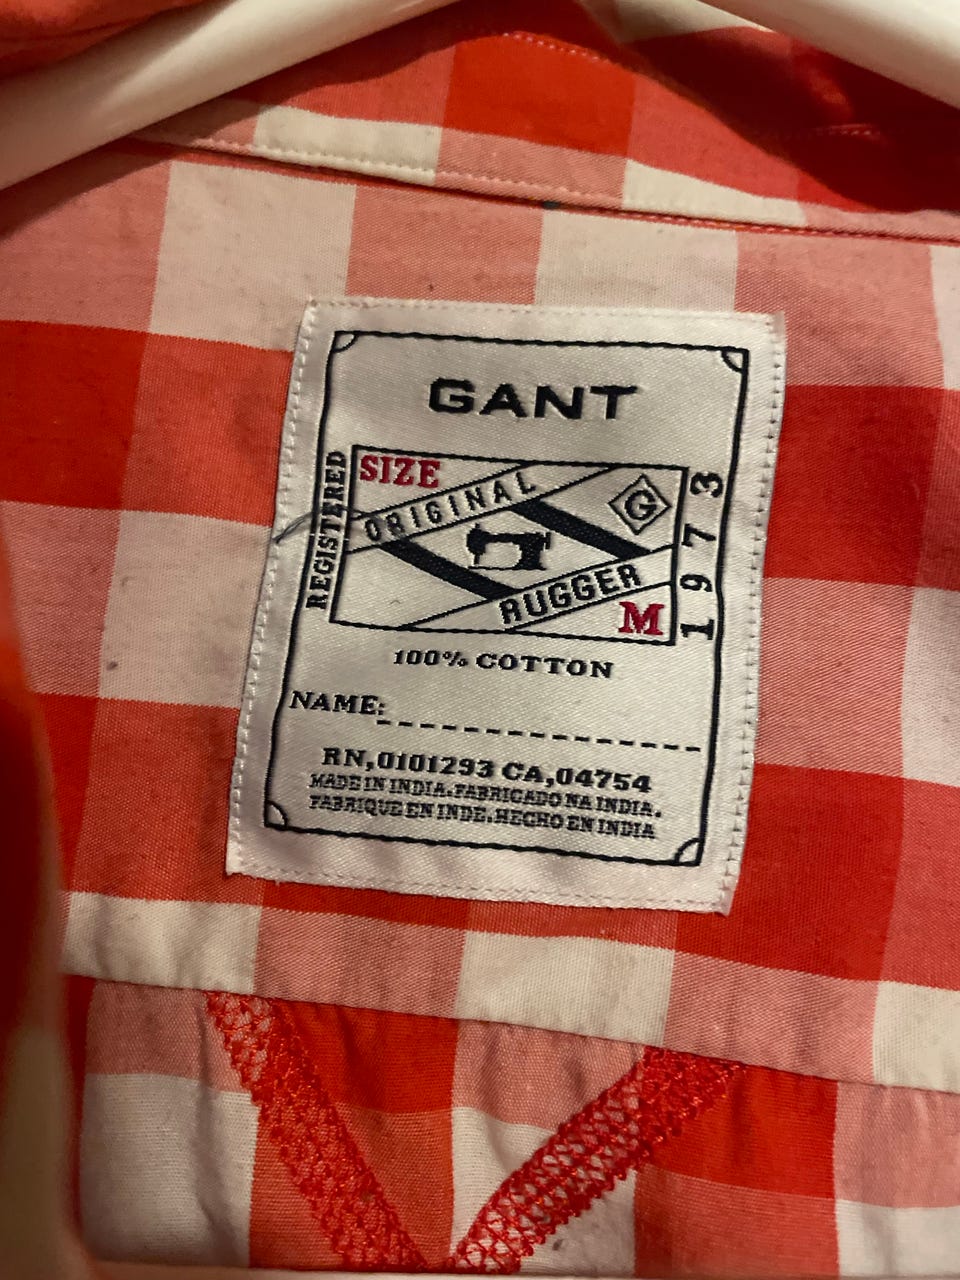 GANT
REGISTERED
SIZE
ORIGINAL
G
RUGGER
M
1973
100% COTTON
NAME:
RN,0101293 CA,04754
MADE IN INDIA.FABRICADO NA INDIA.
FABRIQUE EN INDE.HECHO EN INDIA